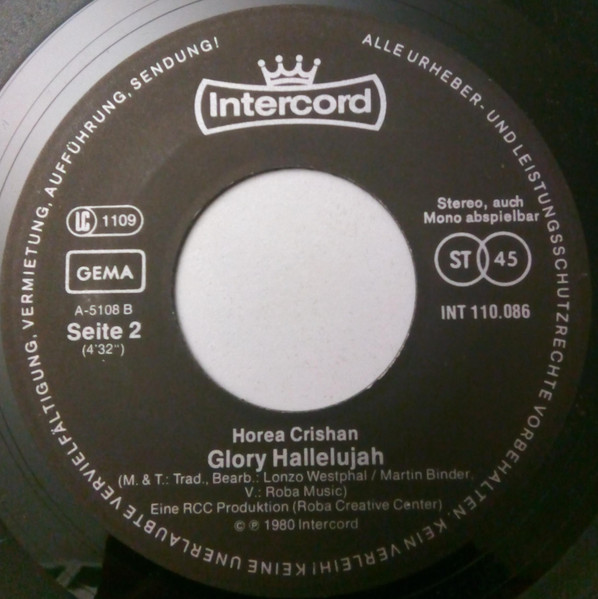 ALLE URHEBER- UND LEISTUNGSSCHUTZRECHTE VORBEHALTEN. KEIN VERLEIH! KEINE UNERLAUBTE VERVIELFÄLTIGUNG, VERMIETUNG, AUFFÜHRUNG, SENDUNG!
Intercord
LC 1109
GEMA
A-5108 B
Seite 2
(4'32")
Stereo, auch
Mono abspielbar
ST 45
INT 110.086
Horea Crishan
Glory Hallelujah
(M. & T.: Trad., Bearb.: Lonzo Westphal / Martin Binder,
V.: Roba Music)
Eine RCC Produktion (Roba Creative Center)
© ℗ 1980 Intercord